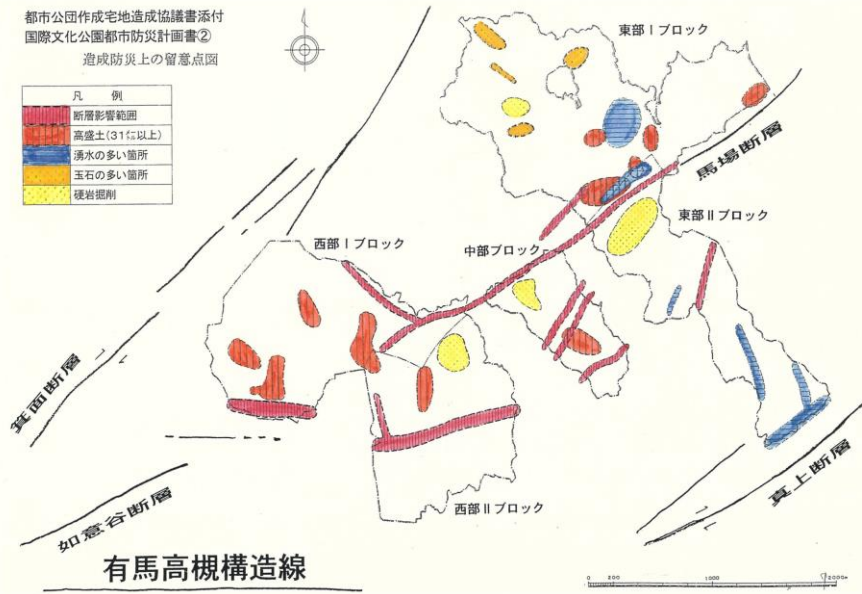 都市公団作成宅地造成協議書添付
国際文化公園都市防災計画書②
造成防災上の留意点図
凡 例
断層影響範囲
高盛土(31㍍以上)
湧水の多い箇所
玉石の多い箇所
硬岩掘削
東部Ⅰブロック
馬場断層
東部Ⅱブロック
中部ブロック
西部Ⅰブロック
箕面断層
如意谷断層
西部Ⅱブロック
真上断層
有馬高槻構造線
0 1000